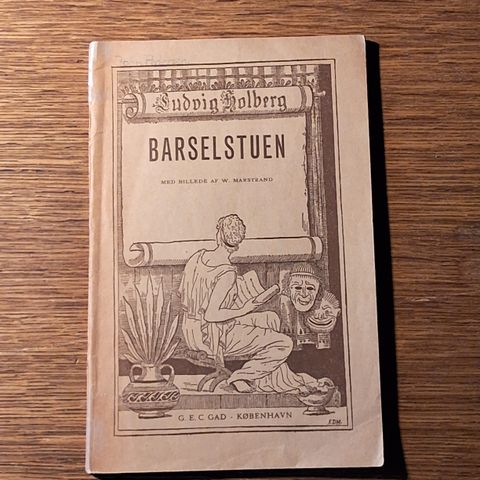 Ludvig Holberg
BARSELSTUEN
MED BILLEDE AF W. MARSTRAND
G. E. C. GAD - KØBENHAVN
EDM.